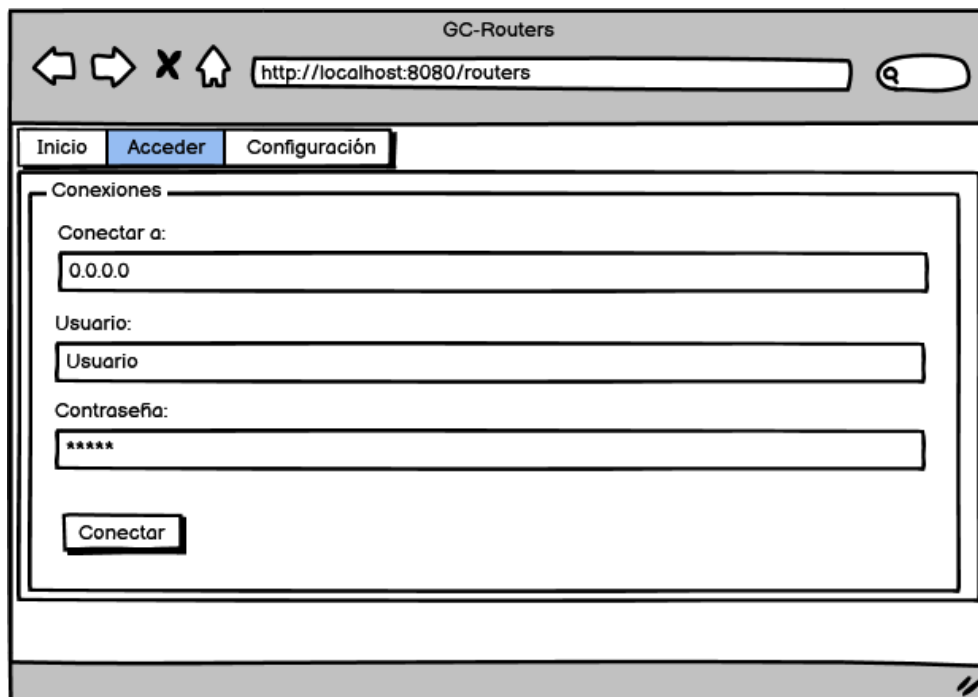 GC-Routers
http://localhost:8080/routers
Inicio Acceder Configuración
Conexiones
Conectar a:
0.0.0.0
Usuario:
Usuario
Contraseña:
*****
Conectar